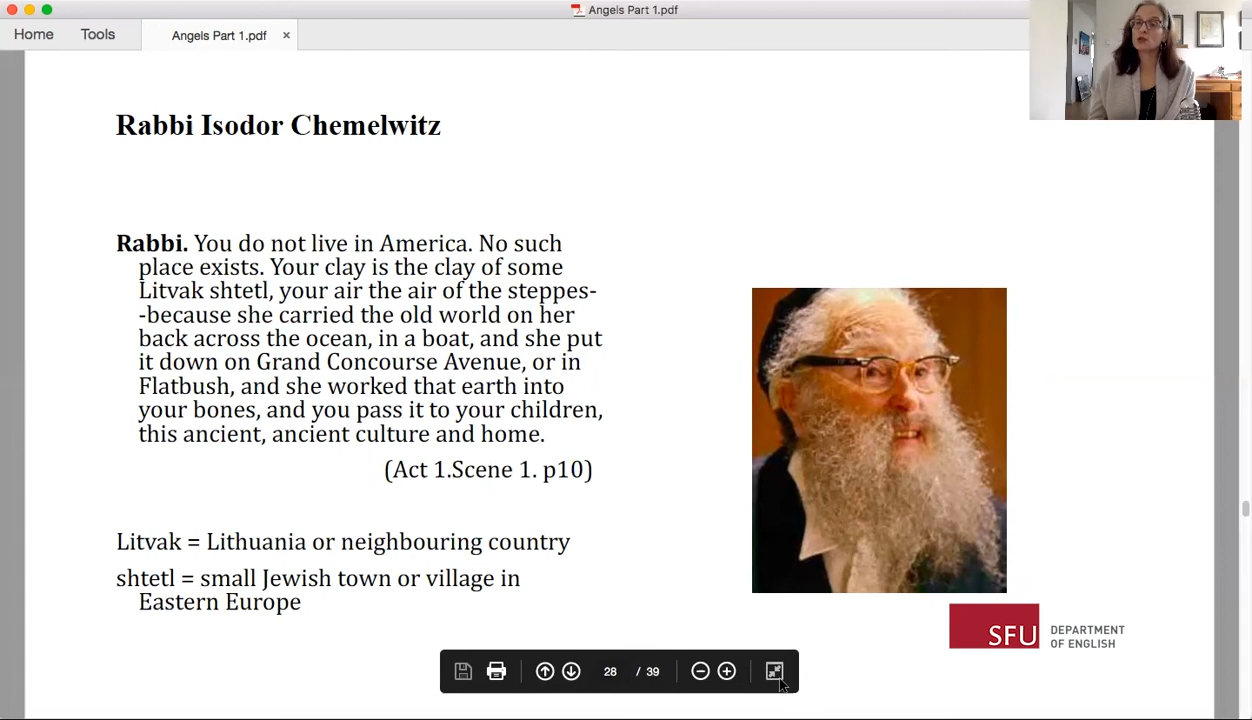 Angels Part 1.pdf
Home
Tools
Angels Part 1.pdf ×
Rabbi Isodor Chemelwitz
Rabbi. You do not live in America. No such
place exists. Your clay is the clay of some
Litvak shtetl, your air the air of the steppes-
-because she carried the old world on her
back across the ocean, in a boat, and she put
it down on Grand Concourse Avenue, or in
Flatbush, and she worked that earth into
your bones, and you pass it to your children,
this ancient, ancient culture and home.
(Act 1.Scene 1. p10)
Litvak = Lithuania or neighbouring country
shtetl = small Jewish town or village in
Eastern Europe
SFU
DEPARTMENT
OF ENGLISH
28 / 39